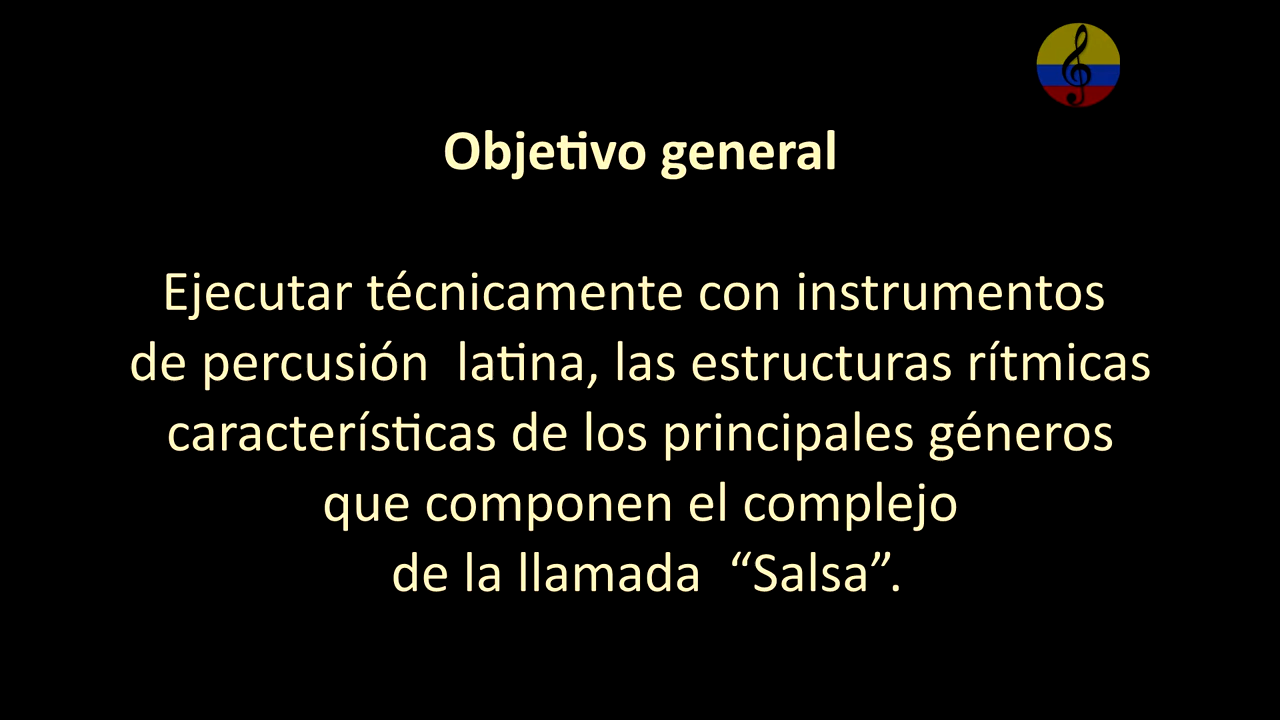 Objetivo general
Ejecutar técnicamente con instrumentos
de percusión  latina, las estructuras rítmicas
características de los principales géneros
que componen el complejo
de la llamada  “Salsa”.